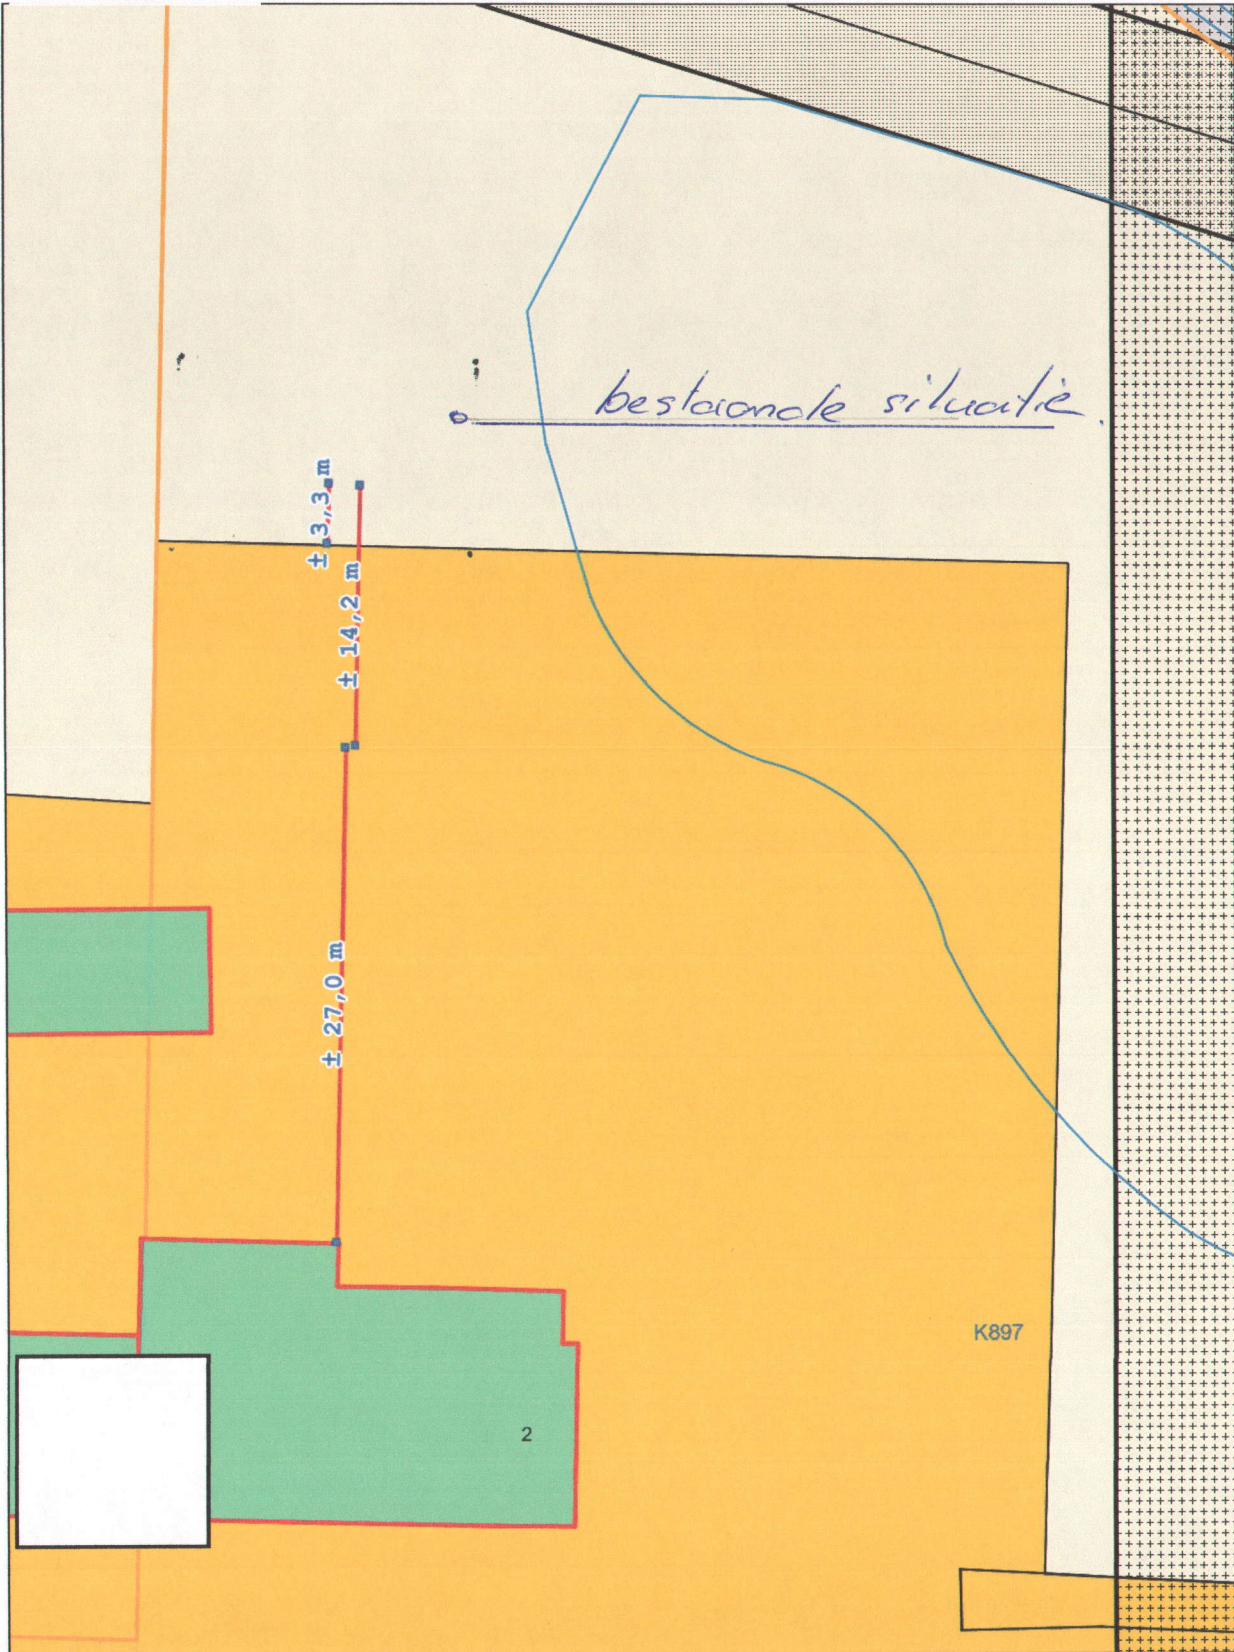 bestaande situatie.
± 3,3 m
± 14,2 m
± 27,0 m
K897
2